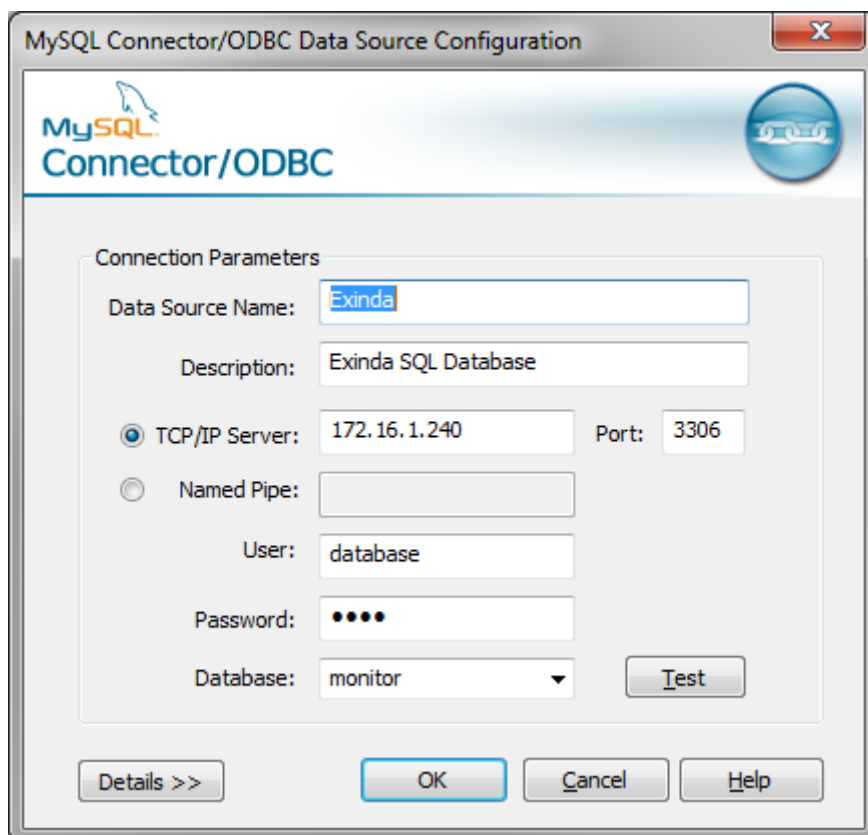 MySQL Connector/ODBC Data Source Configuration
MySQL
Connector/ODBC
Connection Parameters
Data Source Name: Exinda
Description: Exinda SQL Database
TCP/IP Server: 172.16.1.240 Port: 3306
Named Pipe:
User: database
Password: ••••
Database: monitor Test
Details >> OK Cancel Help